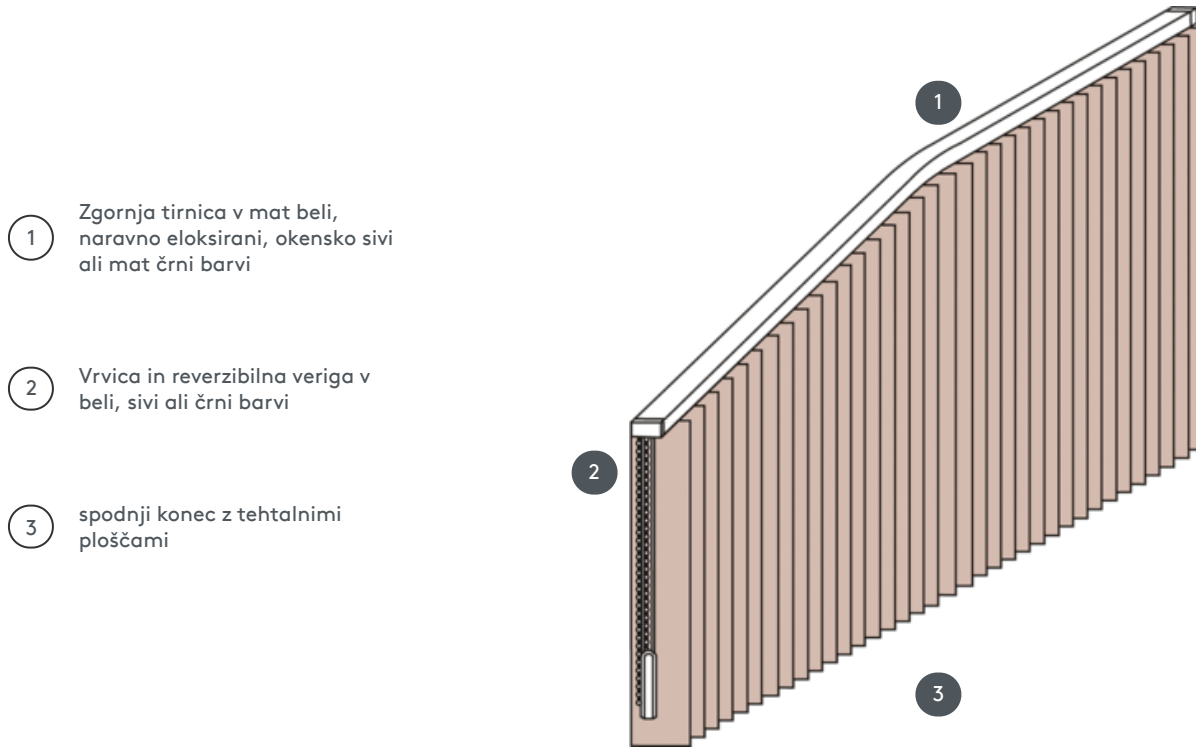 1
Zgornja tirnica v mat beli,
naravno eloksirani, okensko sivi
ali mat črni barvi
2
Vrvica in reverzibilna veriga v
beli, sivi ali črni barvi
3
spodnji konec z tehtalnimi
ploščami
1
2
3